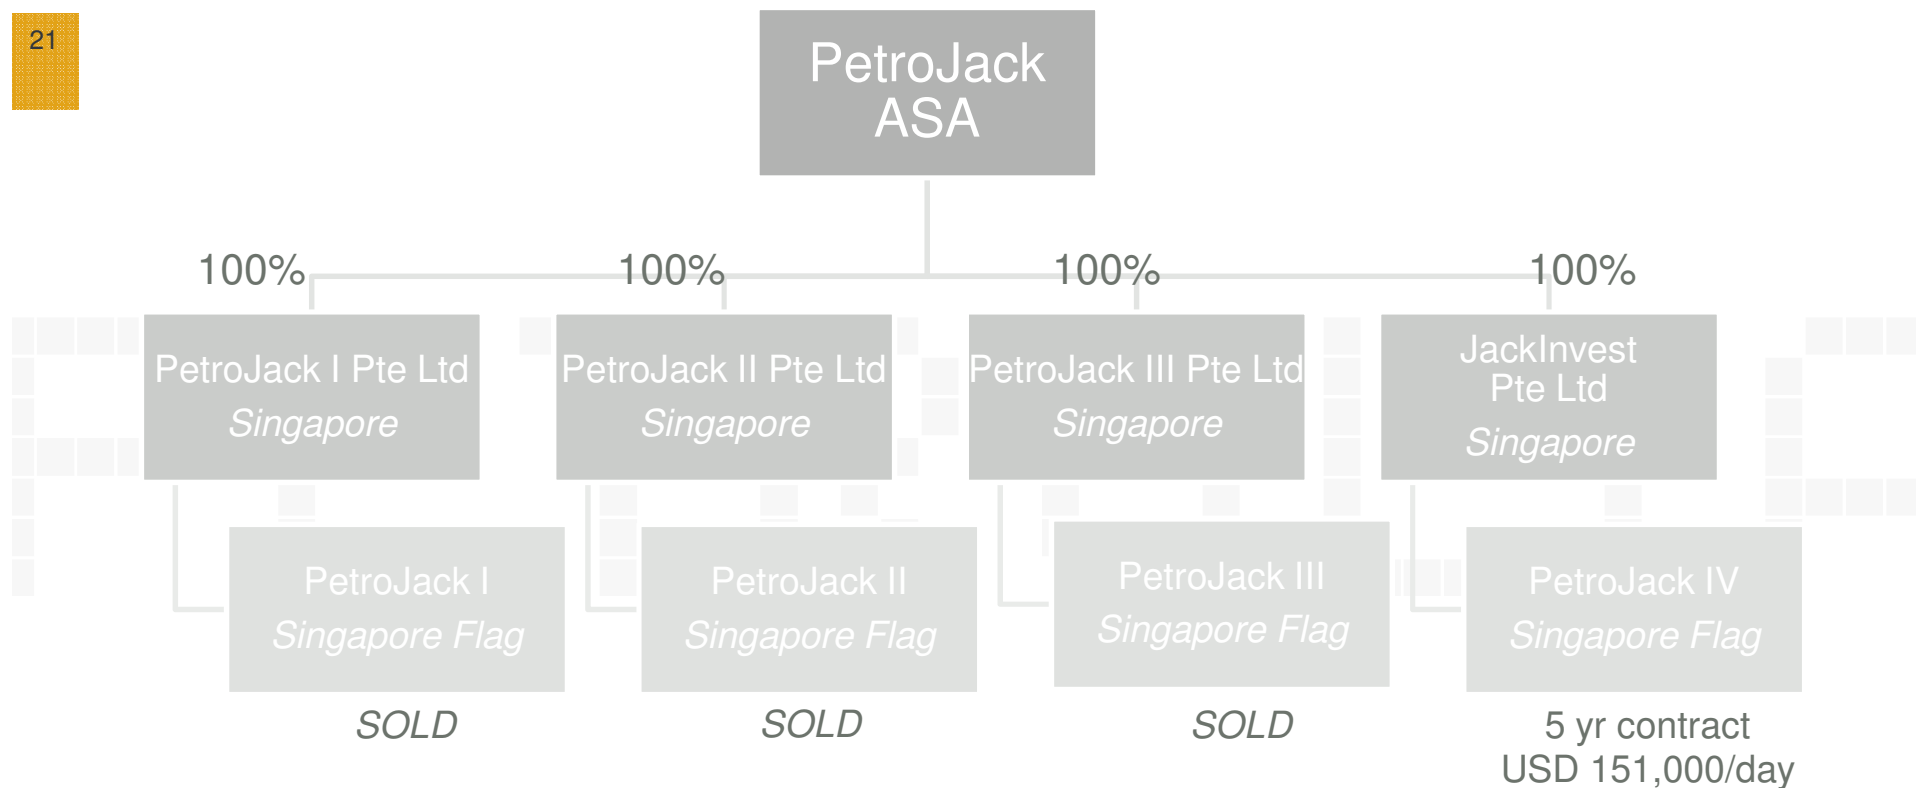 21
PetroJack
ASA
100%
100%
100%
100%
PetroJack I Pte Ltd
Singapore
PetroJack II Pte Ltd
Singapore
PetroJack III Pte Ltd
Singapore
JackInvest
Pte Ltd
Singapore
PetroJack I
Singapore Flag
PetroJack II
Singapore Flag
PetroJack III
Singapore Flag
PetroJack IV
Singapore Flag
SOLD
SOLD
SOLD
5 yr contract
USD 151,000/day